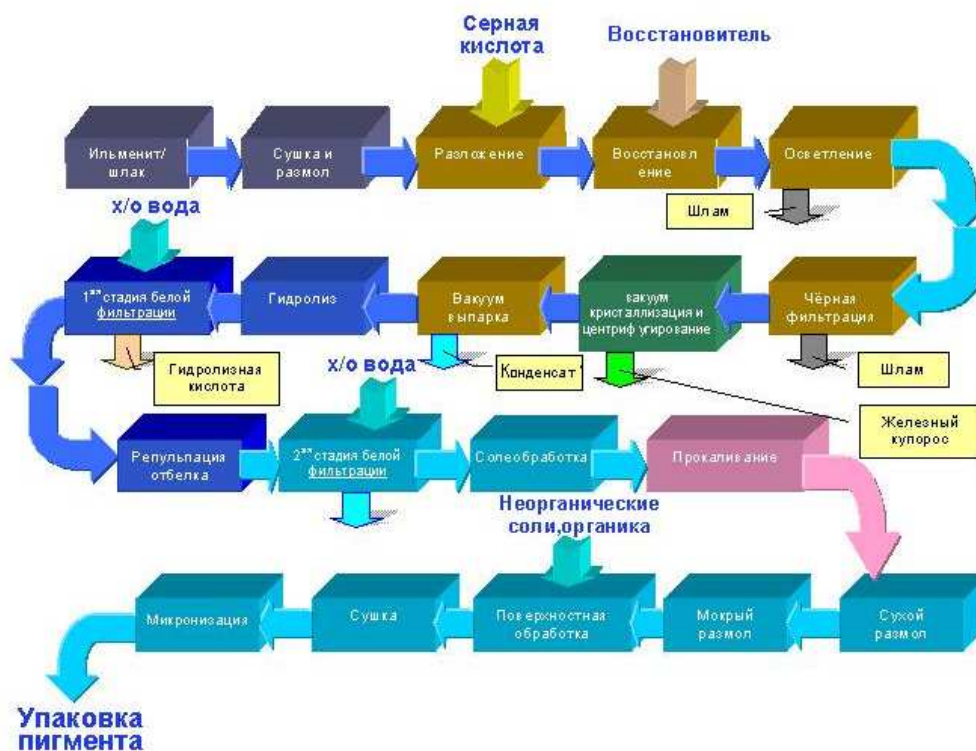 Серная
кислота
Восстановитель
Ильменит/
шлак
Сушка и
размол
Разложение
Восстановл
ение
Осветление
Шлам
х/о вода
1ая стадия белой
фильтрации
Гидролиз
Вакуум
выпарка
вакуум
кристаллизация и
центриф угирование
Чёрная
фильтрация
Гидролизная
кислота
х/о вода
Конденсат
Шлам
Железный
купорос
Репульпация
отбелка
2ая стадия белой
фильтрации
Солеобработка
Прокаливание
Неорганические
соли,органика
Микронизация
Сушка
Поверхностная
обработка
Мокрый
размол
Сухой
размол
Упаковка
пигмента